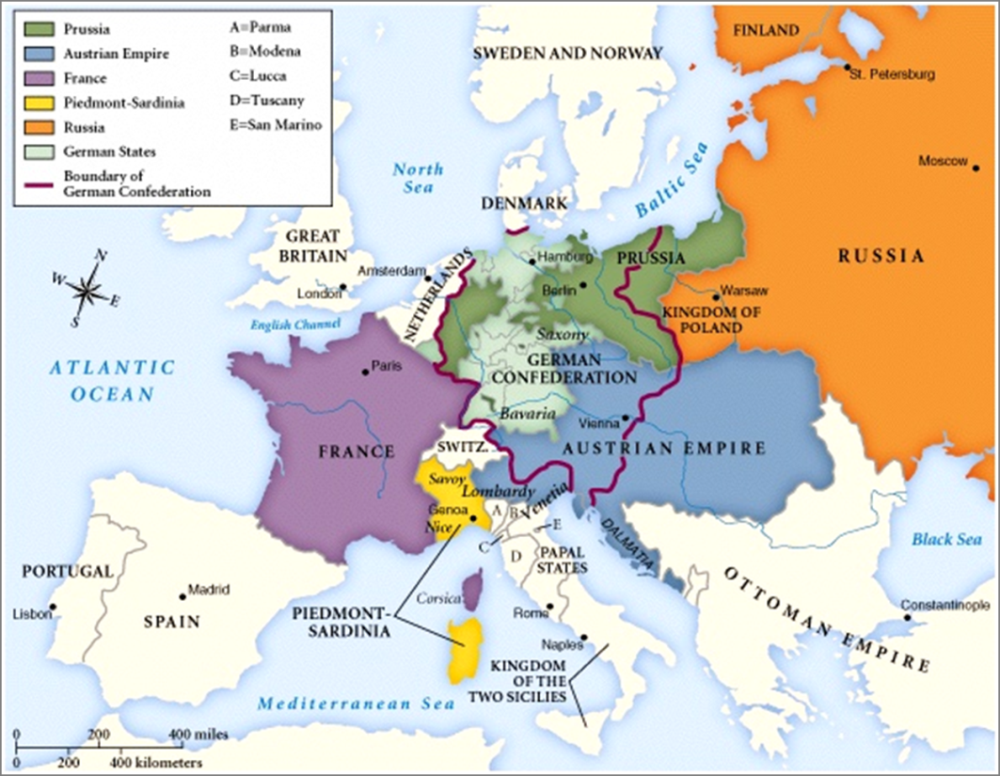 Prussia
Austrian Empire
France
Piedmont-Sardinia
Russia
German States
Boundary of
German Confederation
A=Parma
B=Modena
C=Lucca
D=Tuscany
E=San Marino
FINLAND
SWEDEN AND NORWAY
St. Petersburg
Moscow
North
Sea
Baltic Sea
DENMARK
GREAT
BRITAIN
London
Amsterdam
NETHERLANDS
Hamburg
PRUSSIA
Berlin
RUSSIA
Warsaw
KINGDOM OF
POLAND
N
W
E
S
English Channel
ATLANTIC
OCEAN
Paris
Saxony
GERMAN
CONFEDERATION
Bavaria
Vienna
FRANCE
SWITZ.
AUSTRIAN EMPIRE
Savoy
Lombardy
Venetia
Genoa
Nice
A
B
C
D
E
DALMATIA
PAPAL
STATES
Black Sea
PORTUGAL
Lisbon
Madrid
SPAIN
Corsica
PIEDMONT-
SARDINIA
Rome
Naples
KINGDOM
OF THE
TWO SICILIES
OTTOMAN EMPIRE
Constantinople
Mediterranean Sea
0
200
400 miles
0
200
400 kilometers